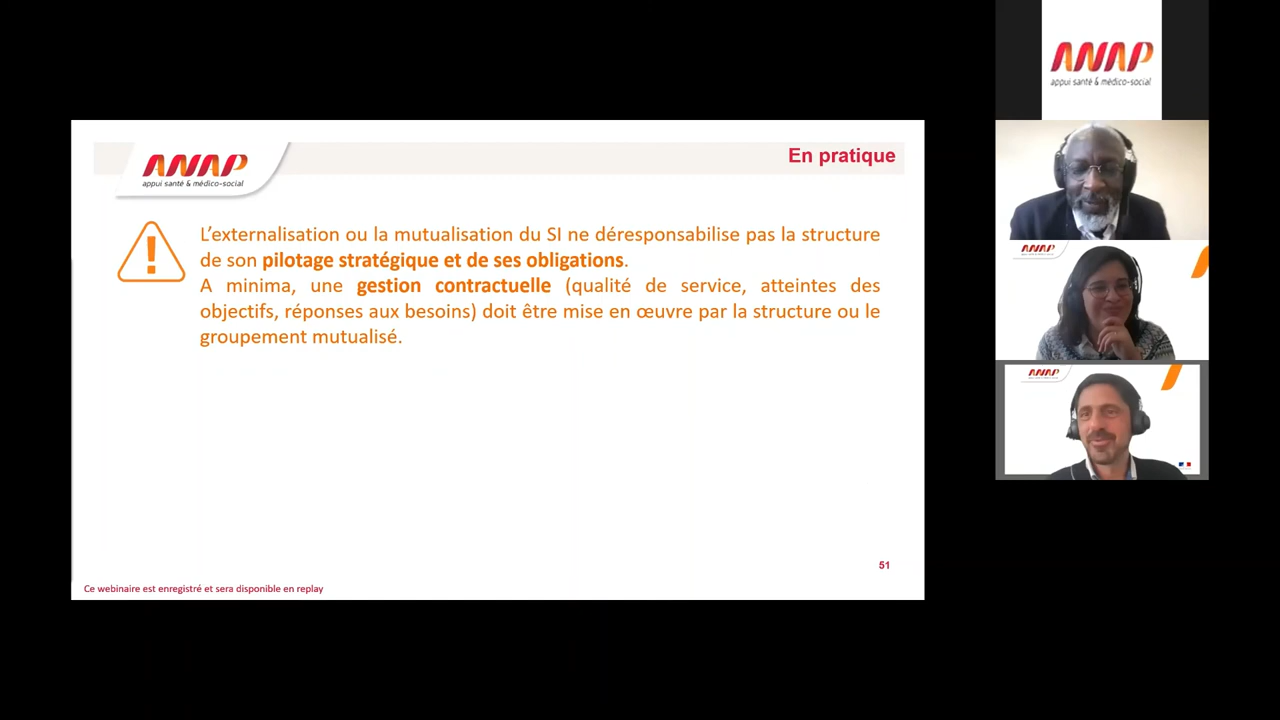 ANAP
appui santé & médico-social
En pratique
ANAP
appui santé & médico-social
L'externalisation ou la mutualisation du SI ne déresponsabilise pas la structure
de son pilotage stratégique et de ses obligations.
A minima, une gestion contractuelle (qualité de service, atteintes des
objectifs, réponses aux besoins) doit être mise en œuvre par la structure ou le
groupement mutualisé.
51
Ce webinaire est enregistré et sera disponible en replay
ANAP
ANAP